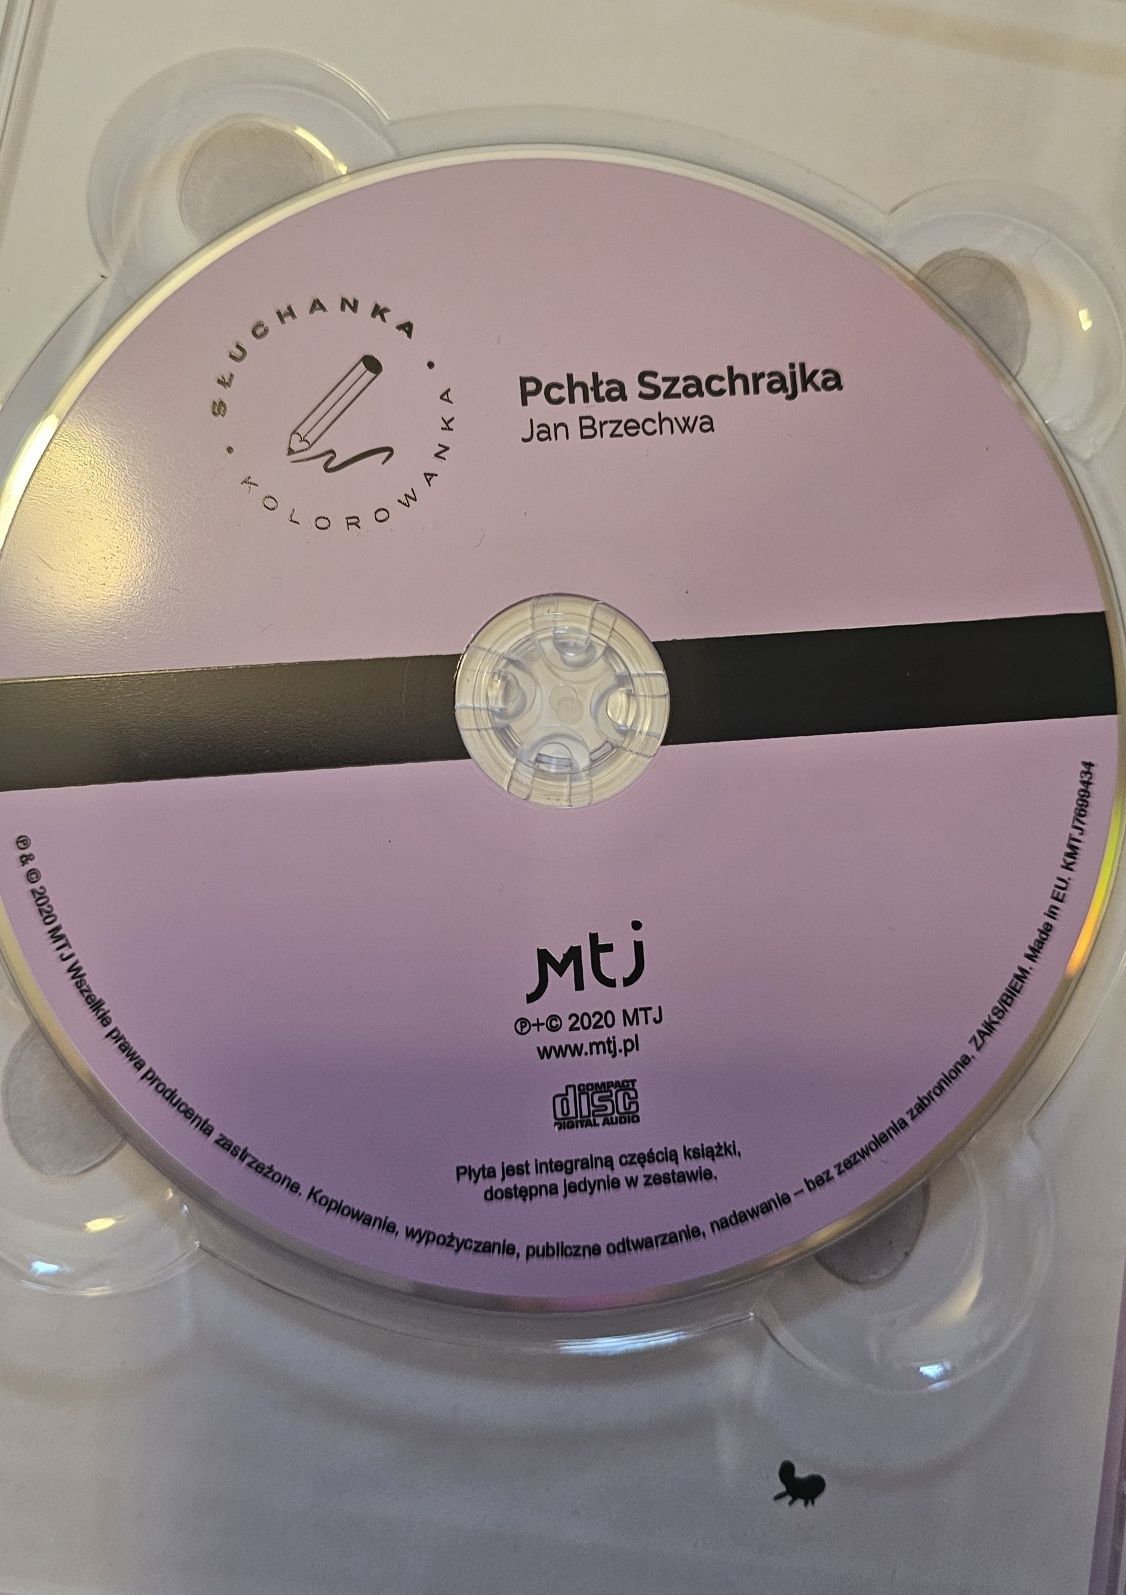 SŁUCHANKA • KOLOROWANKA •
Pchła Szachrajka
Jan Brzechwa
mtj
℗+© 2020 MTJ
www.mtj.pl
COMPACT
disc
DIGITAL AUDIO
Płyta jest integralną częścią książki,
dostępna jedynie w zestawie.
℗ & © 2020 MTJ Wszelkie prawa producenta zastrzeżone. Kopiowanie, wypożyczanie, publiczne odtwarzanie, nadawanie – bez zezwolenia zabronione. ZAiKS/BIEM. Made in EU. KMTJ7699434